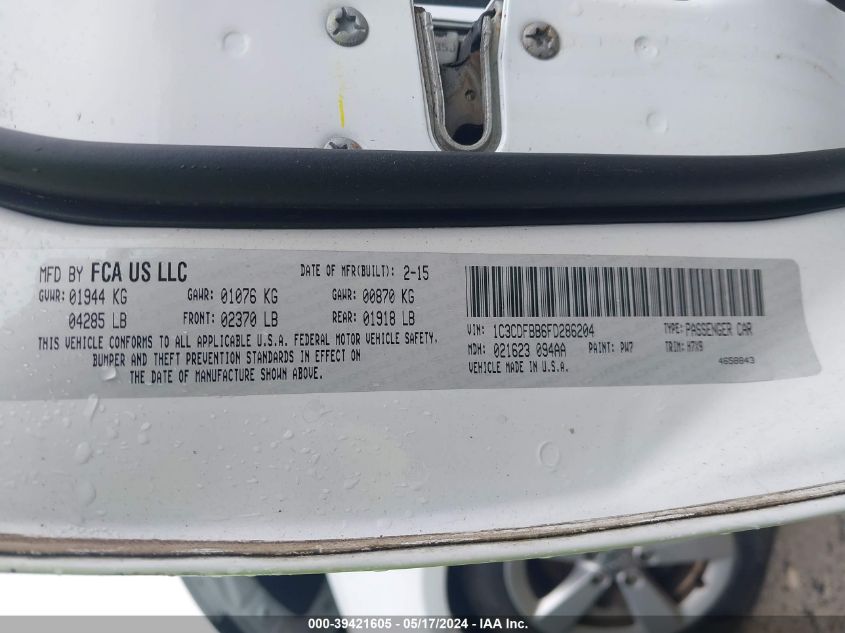 MFD BY FCA US LLC DATE OF MFR(BUILT): 2-15
GVWR: 01944 KG GAWR: 01076 KG GAWR: 00870 KG
04285 LB FRONT: 02370 LB REAR: 01918 LB
THIS VEHICLE CONFORMS TO ALL APPLICABLE U.S.A. FEDERAL MOTOR VEHICLE SAFETY,
BUMPER AND THEFT PREVENTION STANDARDS IN EFFECT ON
THE DATE OF MANUFACTURE SHOWN ABOVE.
VIN: 1C3CDFBB6FD286204 TYPE: PASSENGER CAR
MDH: 021623 094AA PAINT: PW7 TRIM: H7X9
VEHICLE MADE IN U.S.A. 4658843
000-39421605 - 05/17/2024 - IAA Inc.